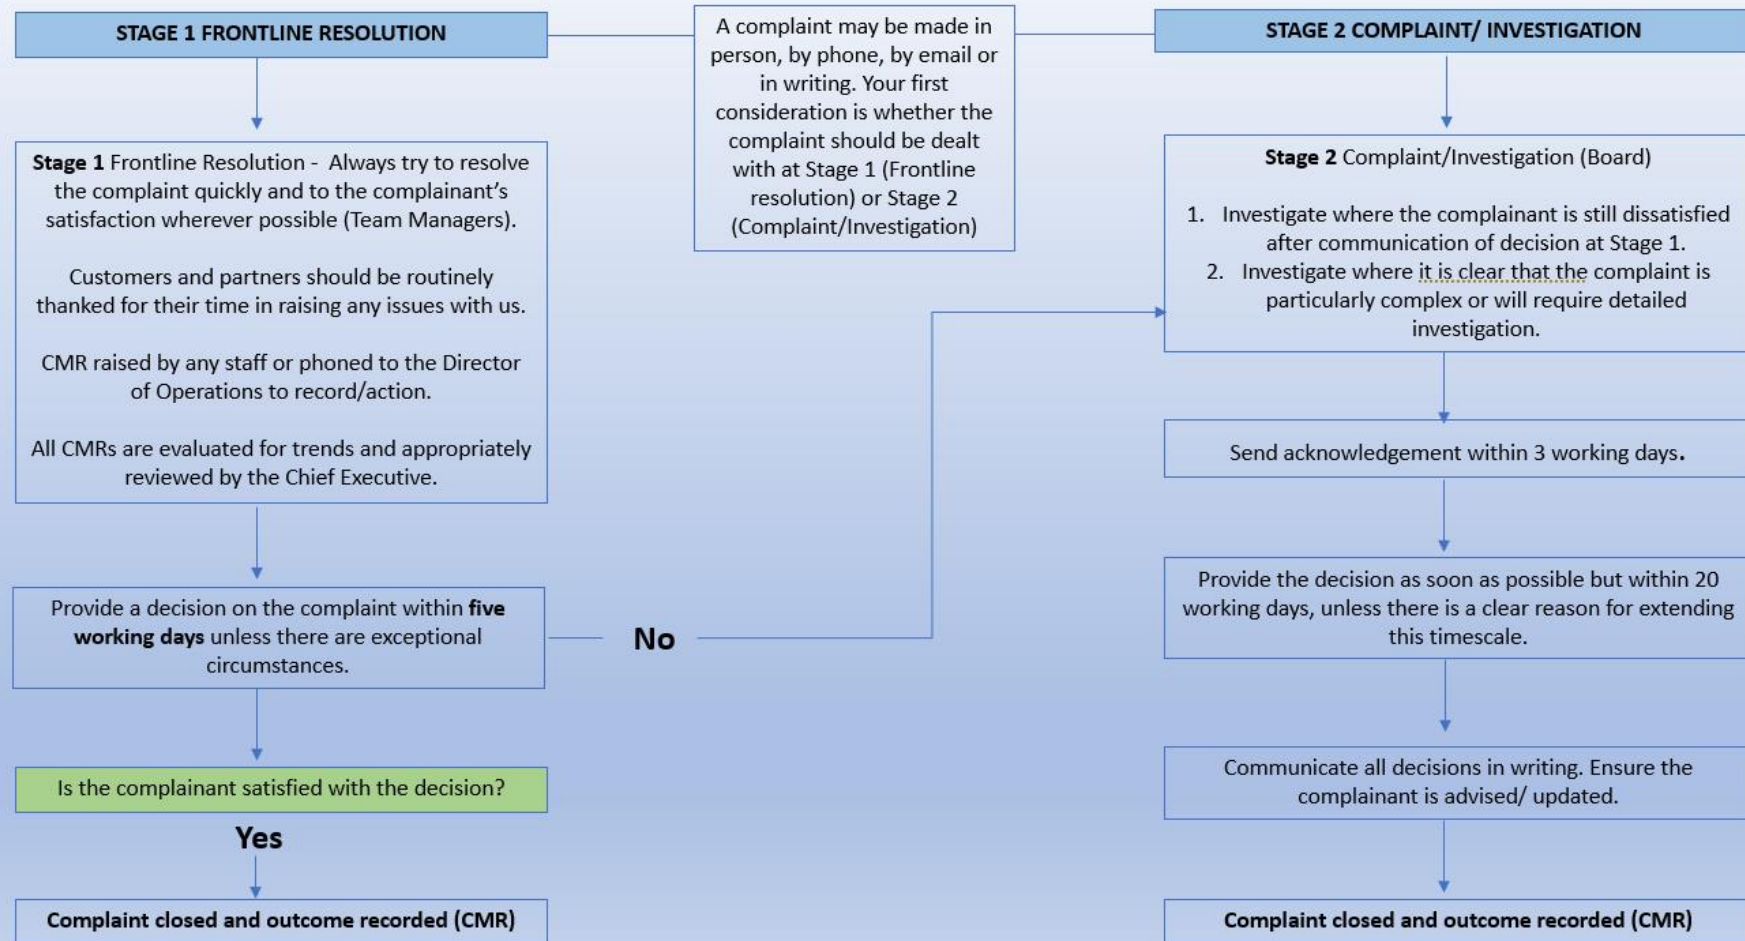 STAGE 1 FRONTLINE RESOLUTION
A complaint may be made in
person, by phone, by email or
in writing. Your first
consideration is whether the
complaint should be dealt
with at Stage 1 (Frontline
resolution) or Stage 2
(Complaint/Investigation)
STAGE 2 COMPLAINT/ INVESTIGATION
Stage 1 Frontline Resolution - Always try to resolve
the complaint quickly and to the complainant’s
satisfaction wherever possible (Team Managers).
Customers and partners should be routinely
thanked for their time in raising any issues with us.
CMR raised by any staff or phoned to the Director
of Operations to record/action.
All CMRs are evaluated for trends and appropriately
reviewed by the Chief Executive.
Provide a decision on the complaint within five
working days unless there are exceptional
circumstances.
No
Is the complainant satisfied with the decision?
Yes
Complaint closed and outcome recorded (CMR)
Stage 2 Complaint/Investigation (Board)
1. Investigate where the complainant is still dissatisfied
after communication of decision at Stage 1.
2. Investigate where it is clear that the complaint is
particularly complex or will require detailed
investigation.
Send acknowledgement within 3 working days.
Provide the decision as soon as possible but within 20
working days, unless there is a clear reason for extending
this timescale.
Communicate all decisions in writing. Ensure the
complainant is advised/ updated.
Complaint closed and outcome recorded (CMR)